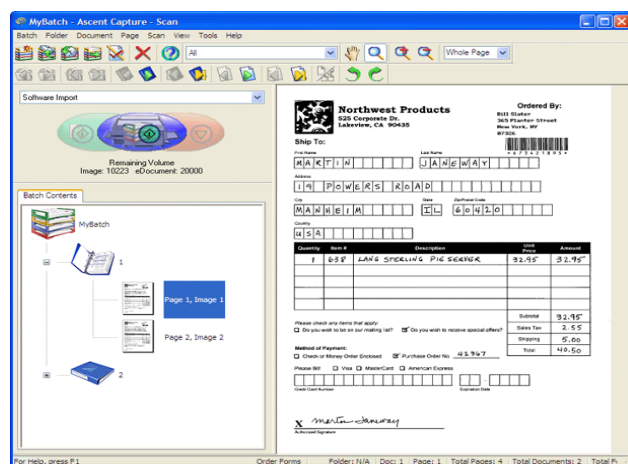 MyBatch - Ascent Capture - Scan
Batch Folder Document Page Scan View Tools Help
All
Whole Page
Software Import
Remaining Volume
Image: 10223 eDocument: 20000
Batch Contents
MyBatch
1
Page 1, Image 1
Page 2, Image 2
2
Northwest Products
525 Corporate Dr.
Lakeview, CA 90435
Ordered By:
Bill Slater
365 Planter Street
New York, NY
07326
Ship To:
First Name Last Name
MARTIN JANEWAY
Address
19 POWERS ROAD
City State Zip/Postal Code
MANHEIM IL 60420
Country
USA
Quantity Item # Description Unit Price Amount
1 638 LANG STERLING PIE SERVER 32.95 32.95
Subtotal 32.95
Please check any items that apply:
Do you wish to be on our mailing list? Do you wish to receive special offers?
Sales Tax 2.55
Shipping 5.00
Method of Payment:
Total 40.50
Check or Money Order Enclosed Purchase Order No. 42367
Please Bill Visa MasterCard American Express
Credit Card Number Expiration Date
X Martin Janeway
Authorized Signature
For Help, press F1 Order Forms Folder: N/A Doc: 1 Page: 1 Total Pages: 4 Total Documents: 2